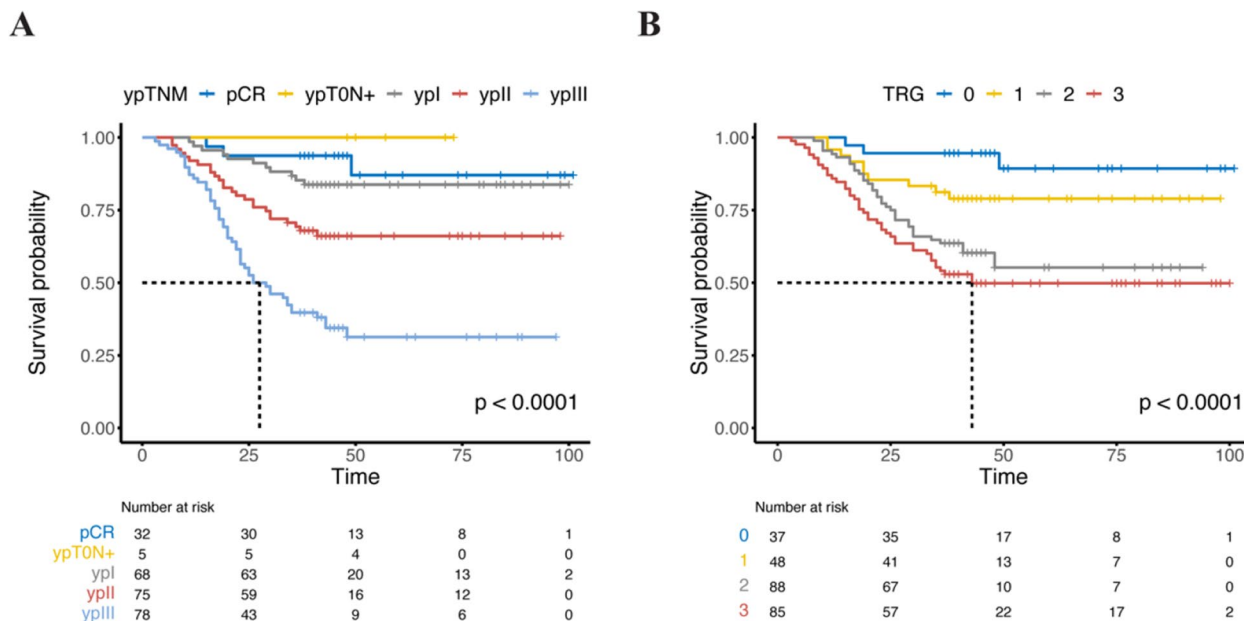 A
B
ypTNM pCR ypT0N+ ypI ypII ypIII
TRG 0 1 2 3
Survival probability
1.00
0.75
0.50
0.25
0.00
p < 0.0001
0 25 50 75 100
Time
Survival probability
1.00
0.75
0.50
0.25
0.00
p < 0.0001
0 25 50 75 100
Time
Number at risk
pCR 32 30 13 8 1
ypT0N+ 5 5 4 0 0
ypI 68 63 20 13 2
ypII 75 59 16 12 0
ypIII 78 43 9 6 0
Number at risk
0 37 35 17 8 1
1 48 41 13 7 0
2 88 67 10 7 0
3 85 57 22 17 2